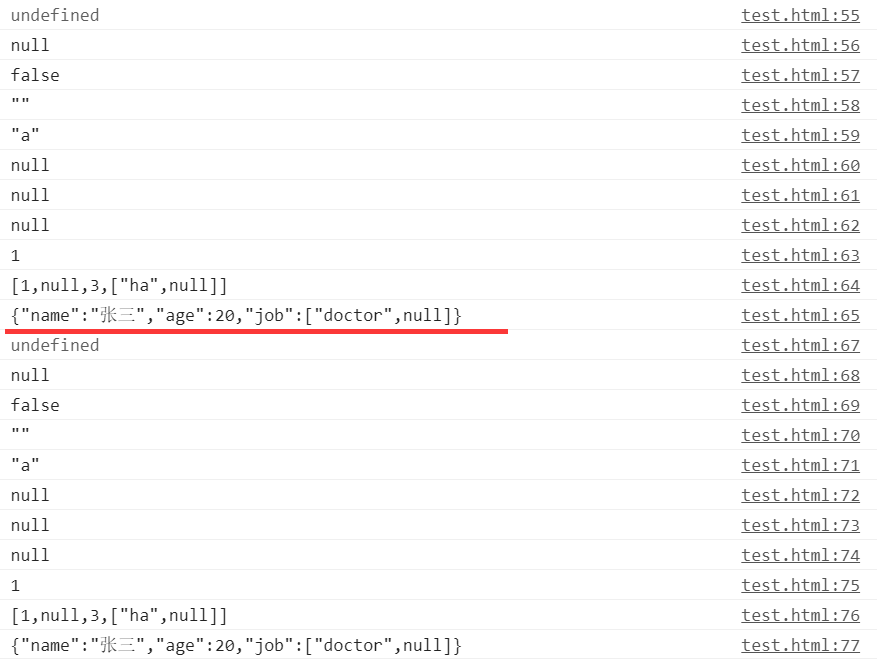 undefined test.html:55
null test.html:56
false test.html:57
"" test.html:58
"a" test.html:59
null test.html:60
null test.html:61
null test.html:62
1 test.html:63
[1,null,3,["ha",null]] test.html:64
{"name":"张三","age":20,"job":["doctor",null]} test.html:65
undefined test.html:67
null test.html:68
false test.html:69
"" test.html:70
"a" test.html:71
null test.html:72
null test.html:73
null test.html:74
1 test.html:75
[1,null,3,["ha",null]] test.html:76
{"name":"张三","age":20,"job":["doctor",null]} test.html:77